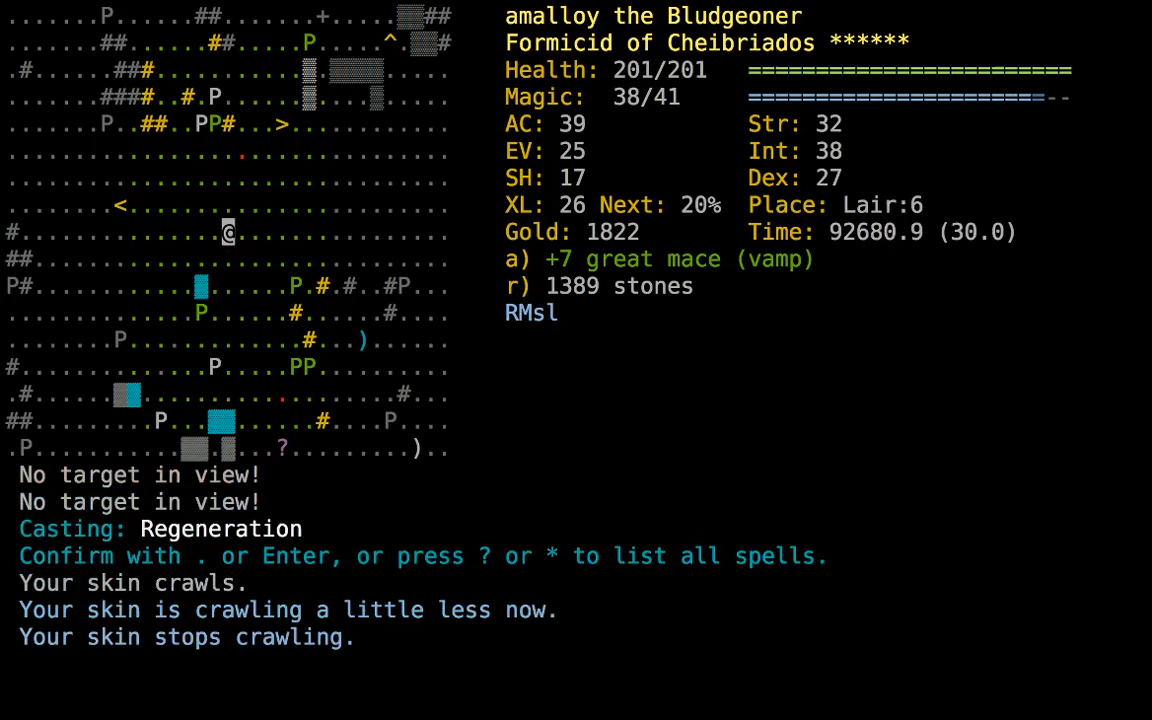 amalloy the Bludgeoner
Formicid of Cheibriados ******
Health: 201/201
Magic: 38/41
AC: 39 Str: 32
EV: 25 Int: 38
SH: 17 Dex: 27
XL: 26 Next: 20% Place: Lair:6
Gold: 1822 Time: 92680.9 (30.0)
a) +7 great mace (vamp)
r) 1389 stones
RMsl
No target in view!
No target in view!
Casting: Regeneration
Confirm with . or Enter, or press ? or * to list all spells.
Your skin crawls.
Your skin is crawling a little less now.
Your skin stops crawling.